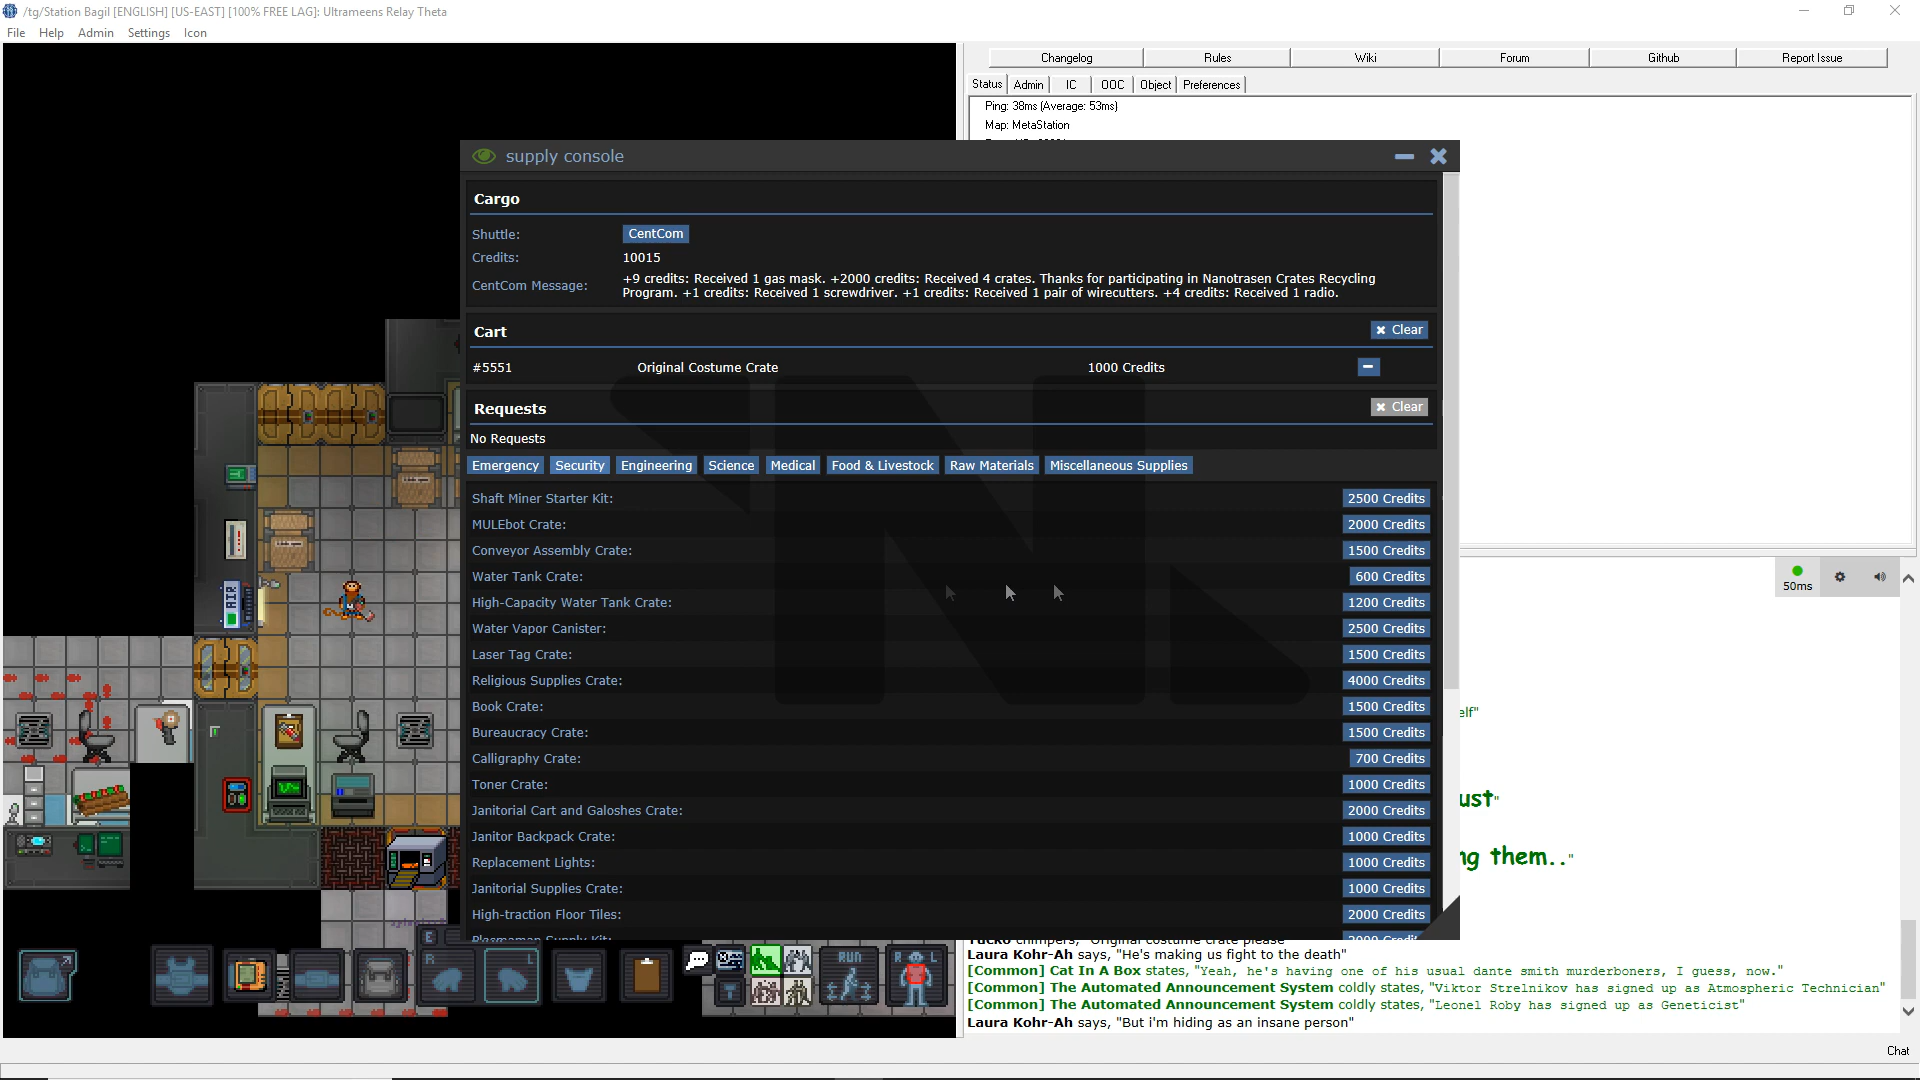 /tg/Station Bagil [ENGLISH] [US-EAST] [100% FREE LAG]: Ultrameens Relay Theta
File Help Admin Settings Icon
Changelog Rules Wiki Forum Github Report Issue
Status Admin IC OOC Object Preferences
Ping: 38ms (Average: 53ms)
Map: MetaStation
supply console
Cargo
Shuttle: CentCom
Credits: 10015
CentCom Message: +9 credits: Received 1 gas mask. +2000 credits: Received 4 crates. Thanks for participating in Nanotrasen Crates Recycling
Program. +1 credits: Received 1 screwdriver. +1 credits: Received 1 pair of wirecutters. +4 credits: Received 1 radio.
Cart Clear
#5551 Original Costume Crate 1000 Credits
Requests Clear
No Requests
Emergency Security Engineering Science Medical Food & Livestock Raw Materials Miscellaneous Supplies
Shaft Miner Starter Kit: 2500 Credits
MULEbot Crate: 2000 Credits
Conveyor Assembly Crate: 1500 Credits
Water Tank Crate: 600 Credits
High-Capacity Water Tank Crate: 1200 Credits
Water Vapor Canister: 2500 Credits
Laser Tag Crate: 1500 Credits
Religious Supplies Crate: 4000 Credits
Book Crate: 1500 Credits
Bureaucracy Crate: 1500 Credits
Calligraphy Crate: 700 Credits
Toner Crate: 1000 Credits
Janitorial Cart and Galoshes Crate: 2000 Credits
Janitor Backpack Crate: 1000 Credits
Replacement Lights: 1000 Credits
Janitorial Supplies Crate: 1000 Credits
High-traction Floor Tiles: 2000 Credits
Plasmaman Supply Kit:
50ms
elf"
ust"
ng them.."
AIR
E
R L
RUN
R L
chimpers, "Original costume crate please"
Laura Kohr-Ah says, "He's making us fight to the death"
[Common] Cat In A Box states, "Yeah, he's having one of his usual dante smith murderboners, I guess, now."
[Common] The Automated Announcement System coldly states, "Viktor Strelnikov has signed up as Atmospheric Technician"
[Common] The Automated Announcement System coldly states, "Leonel Roby has signed up as Geneticist"
Laura Kohr-Ah says, "But i'm hiding as an insane person"
Chat